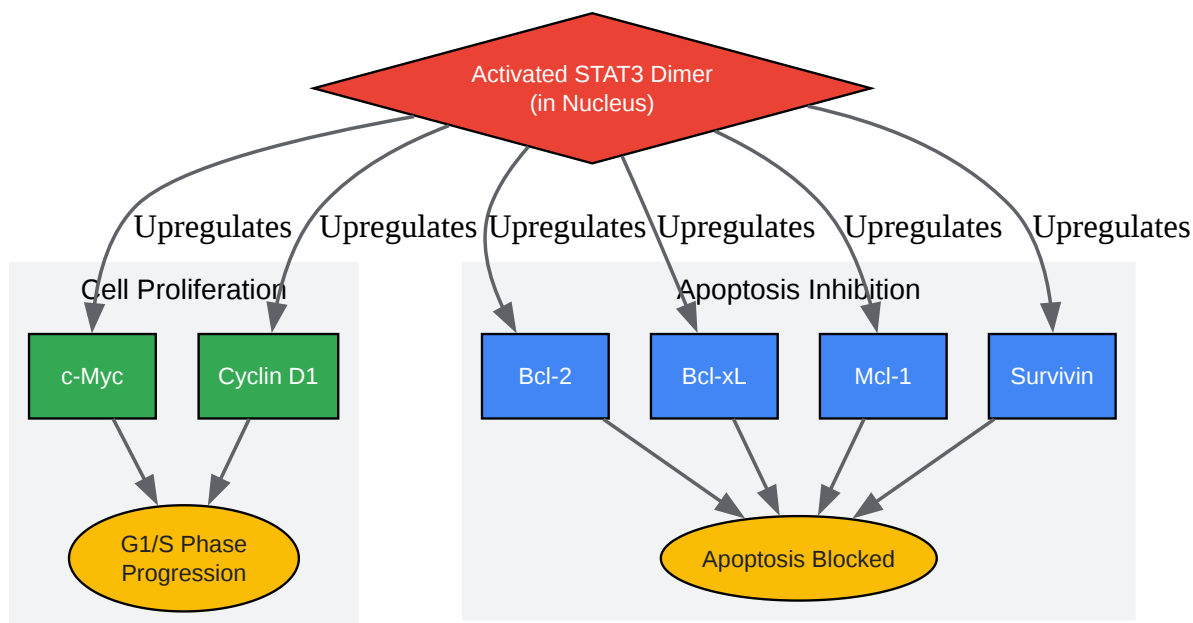 Activated STAT3 Dimer
(in Nucleus)
Upregulates Upregulates Upregulates Upregulates Upregulates Upregulates
Cell Proliferation
Apoptosis Inhibition
c-Myc
Cyclin D1
Bcl-2
Bcl-xL
Mcl-1
Survivin
G1/S Phase
Progression
Apoptosis Blocked